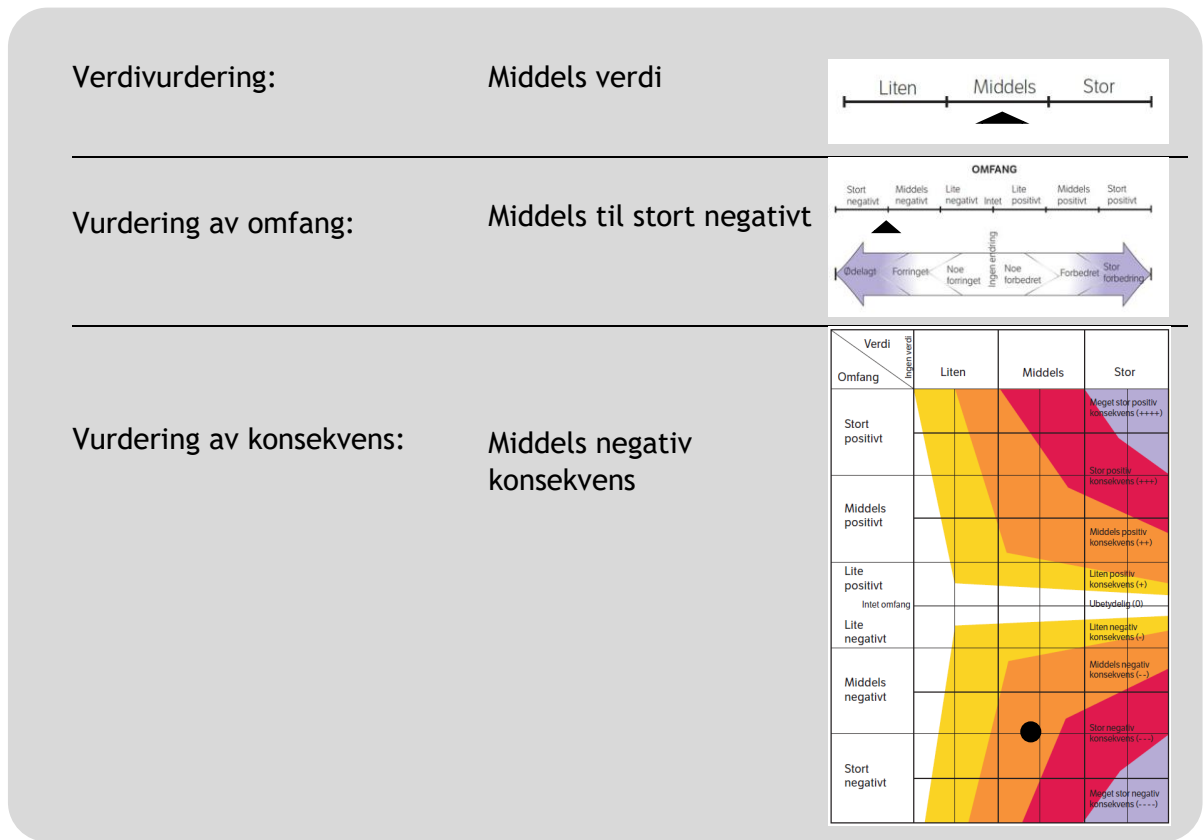 Verdivurdering:
Middels verdi
Liten Middels Stor
Vurdering av omfang:
Middels til stort negativt
OMFANG
Stort negativt
Middels negativt
Lite negativt
Intet
Lite positivt
Middels positivt
Stort positivt
Ødelagt
Forringet
Noe forringet
Ingen endring
Noe forbedret
Forbedret
Stor forbedring
Vurdering av konsekvens:
Middels negativ
konsekvens
Verdi
Omfang
Ingen verdi
Liten
Middels
Stor
Stort
positivt
Meget stor positiv
konsekvens (++++)
Stor positiv
konsekvens (+++)
Middels
positivt
Middels positiv
konsekvens (++)
Lite
positivt
Liten positiv
konsekvens (+)
Intet omfang
Ubetydelig (0)
Lite
negativt
Liten negativ
konsekvens (-)
Middels
negativt
Middels negativ
konsekvens (- -)
Stor negativ
konsekvens (- - -)
Stort
negativt
Meget stor negativ
konsekvens (- - - -)